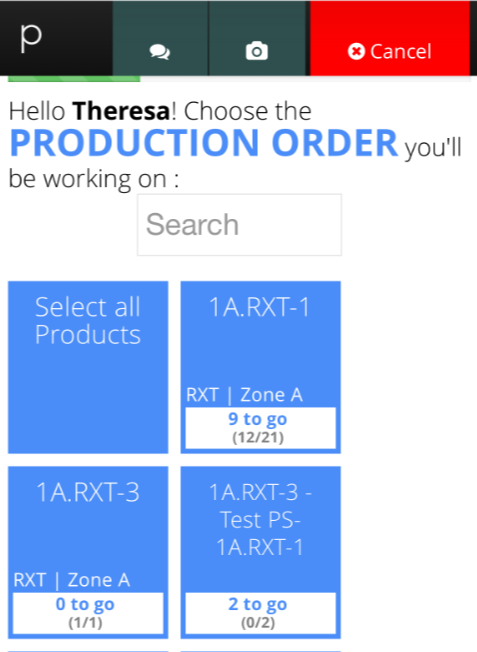 p
Cancel
Hello Theresa! Choose the
PRODUCTION ORDER you'll
be working on :
Search
Select all
Products
1A.RXT-1
RXT | Zone A
9 to go
(12/21)
1A.RXT-3
RXT | Zone A
0 to go
(1/1)
1A.RXT-3 -
Test PS-
1A.RXT-1
2 to go
(0/2)